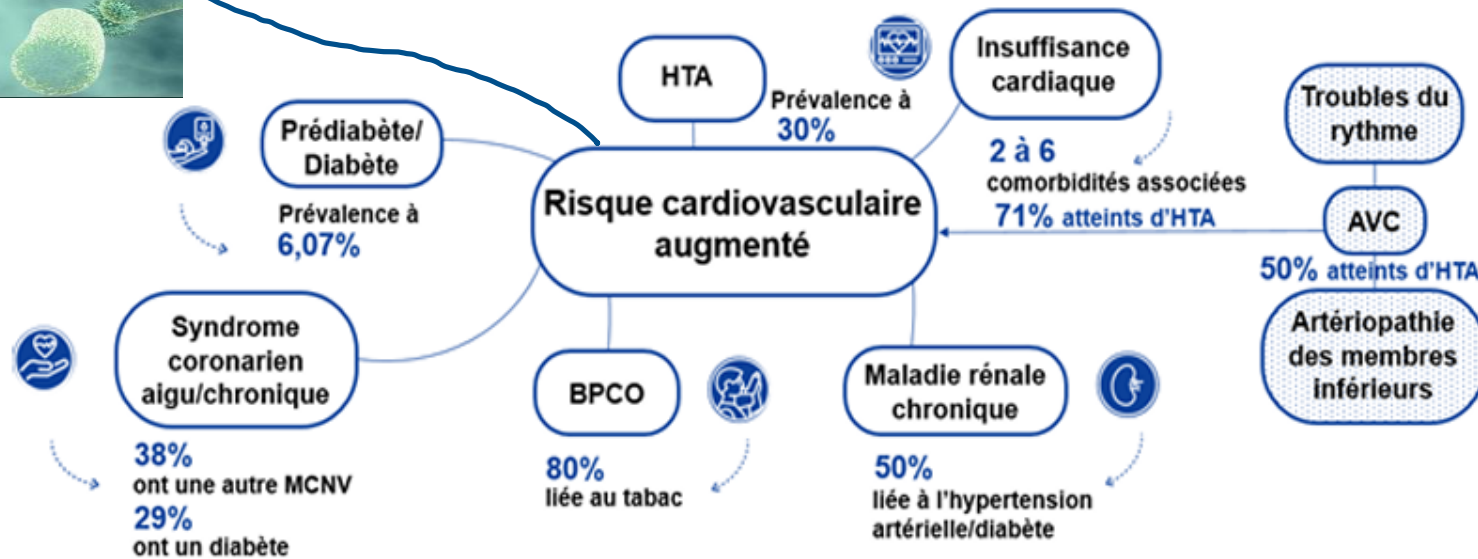 HTA
Prévalence à
30%
Insuffisance
cardiaque
2 à 6
comorbidités associées
71% atteints d'HTA
Troubles du
rythme
AVC
50% atteints d'HTA
Artériopathie
des membres
inférieurs
Prédiabète/
Diabète
Prévalence à
6,07%
Risque cardiovasculaire
augmenté
Syndrome
coronarien
aigu/chronique
38%
ont une autre MCNV
29%
ont un diabète
BPCO
80%
liée au tabac
Maladie rénale
chronique
50%
liée à l'hypertension
artérielle/diabète